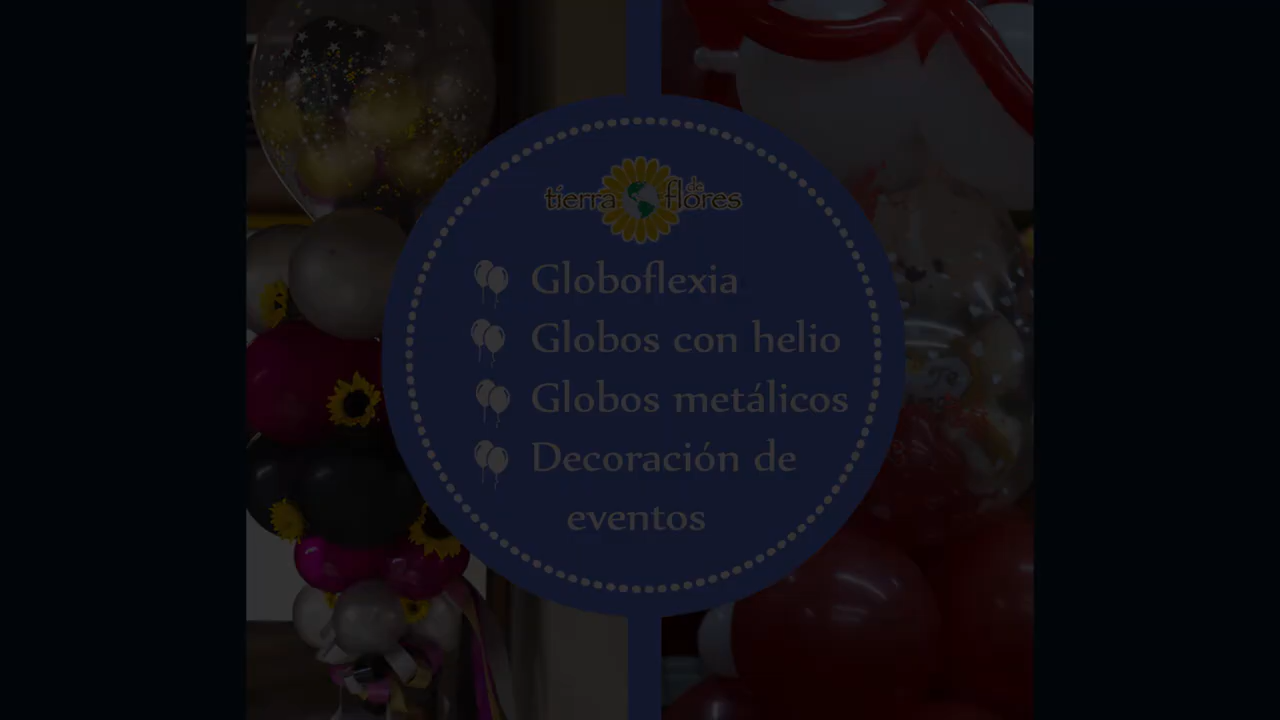 tierra de flores
Globoflexia
Globos con helio
Globos metálicos
Decoración de
eventos